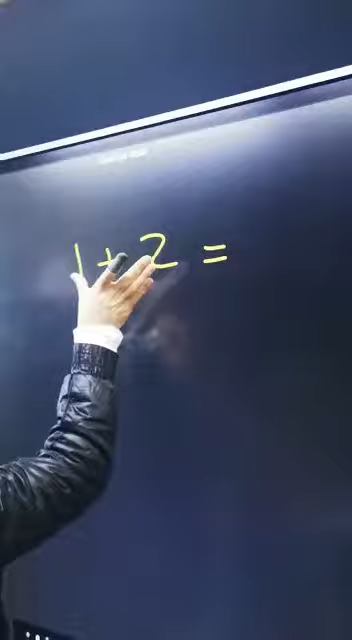 1 + 2 =